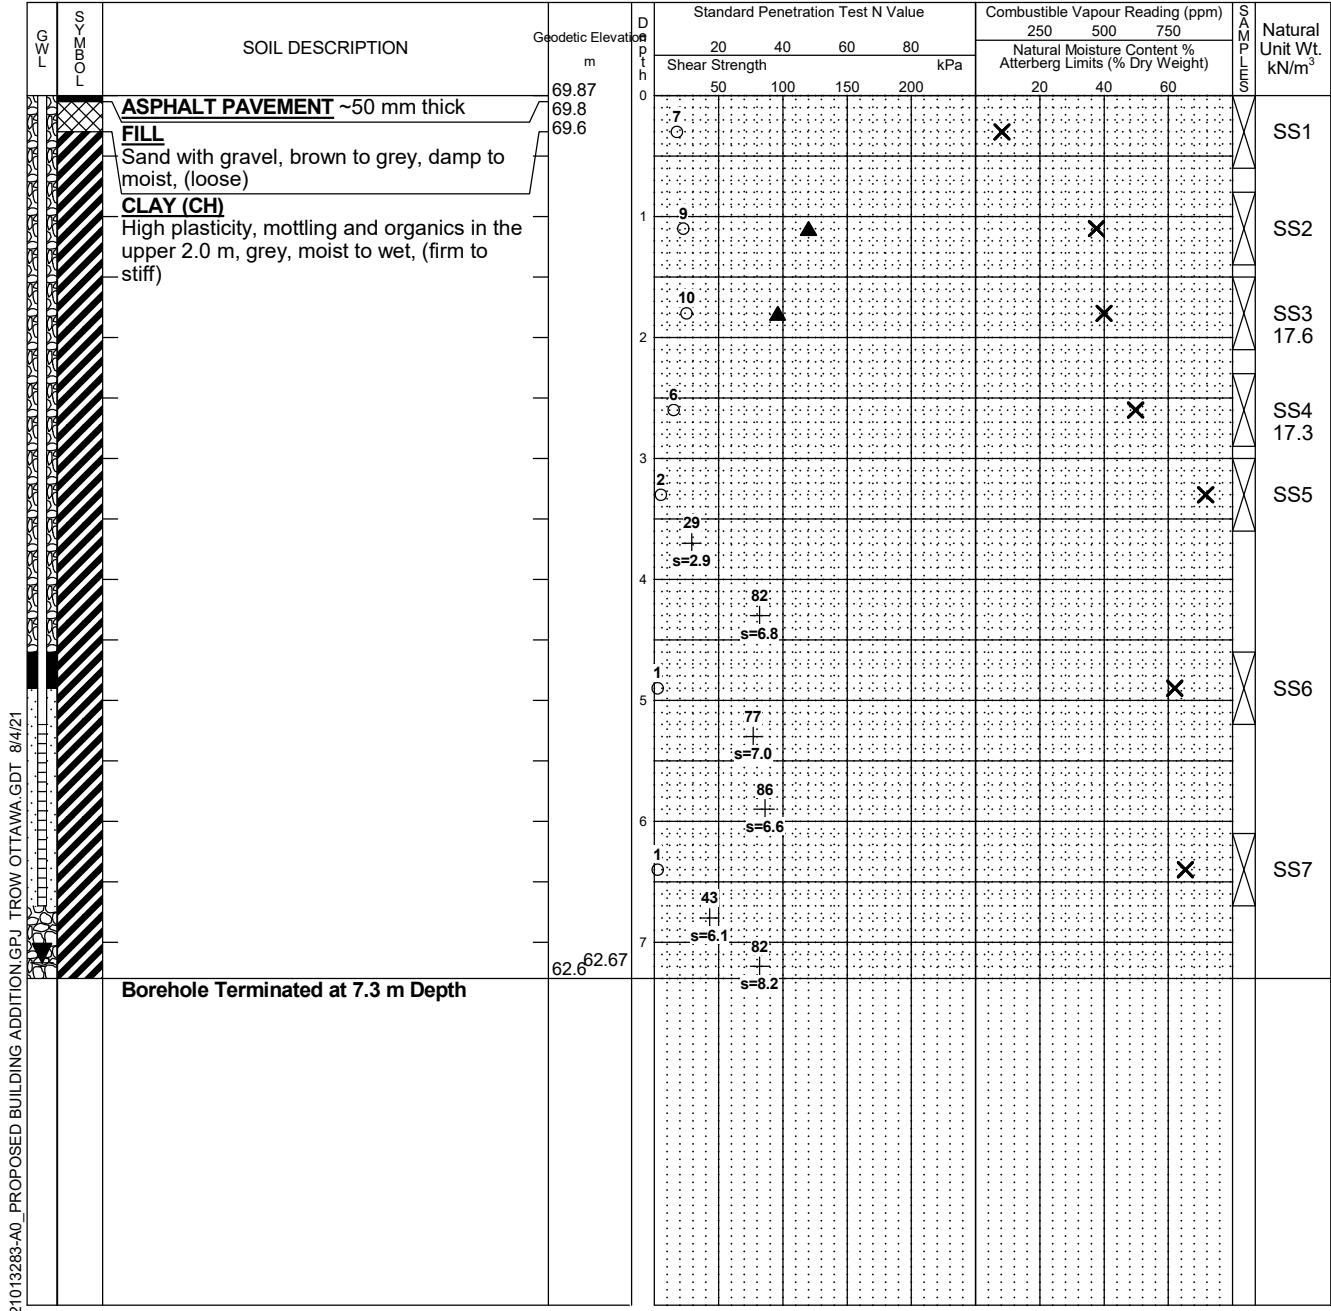 GWL
SYMBOL
SOIL DESCRIPTION
Geodetic Elevation
m
Depth
Standard Penetration Test N Value
20 40 60 80
Shear Strength kPa
50 100 150 200
Combustible Vapour Reading (ppm)
250 500 750
Natural Moisture Content %
Atterberg Limits (% Dry Weight)
20 40 60
SAMPLES
Natural
Unit Wt.
kN/m³
69.87
0
ASPHALT PAVEMENT ~50 mm thick
69.8
FILL
69.6
Sand with gravel, brown to grey, damp to
moist, (loose)
CLAY (CH)
High plasticity, mottling and organics in the
upper 2.0 m, grey, moist to wet, (firm to
stiff)
7
SS1
1
9
SS2
10
SS3
17.6
2
6
SS4
17.3
3
2
SS5
29
s=2.9
4
82
s=6.8
1
SS6
5
77
s=7.0
86
6
s=6.6
1
SS7
43
s=6.1
7
82
62.67
62.6
s=8.2
Borehole Terminated at 7.3 m Depth
21013283-A0_PROPOSED BUILDING ADDITION.GPJ TROW OTTAWA.GDT 8/4/21